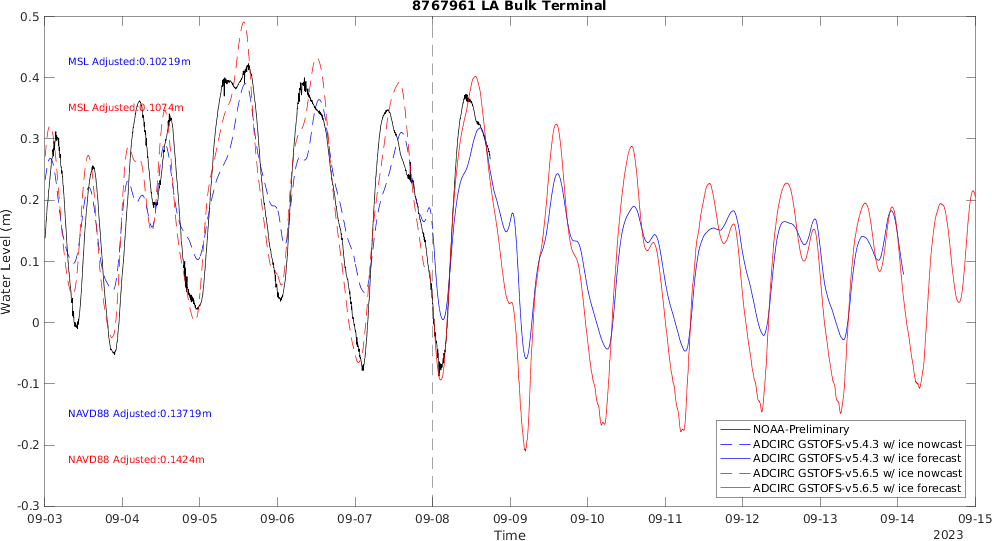 8767961 LA Bulk Terminal
Water Level (m)
0.5
0.4
0.3
0.2
0.1
0
-0.1
-0.2
-0.3
MSL Adjusted:0.10219m
MSL Adjusted:0.1074m
NAVD88 Adjusted:0.13719m
NAVD88 Adjusted:0.1424m
NOAA-Preliminary
ADCIRC GSTOFS-v5.4.3 w/ ice nowcast
ADCIRC GSTOFS-v5.4.3 w/ ice forecast
ADCIRC GSTOFS-v5.6.5 w/ ice nowcast
ADCIRC GSTOFS-v5.6.5 w/ ice forecast
09-03 09-04 09-05 09-06 09-07 09-08 09-09 09-10 09-11 09-12 09-13 09-14 09-15
Time
2023